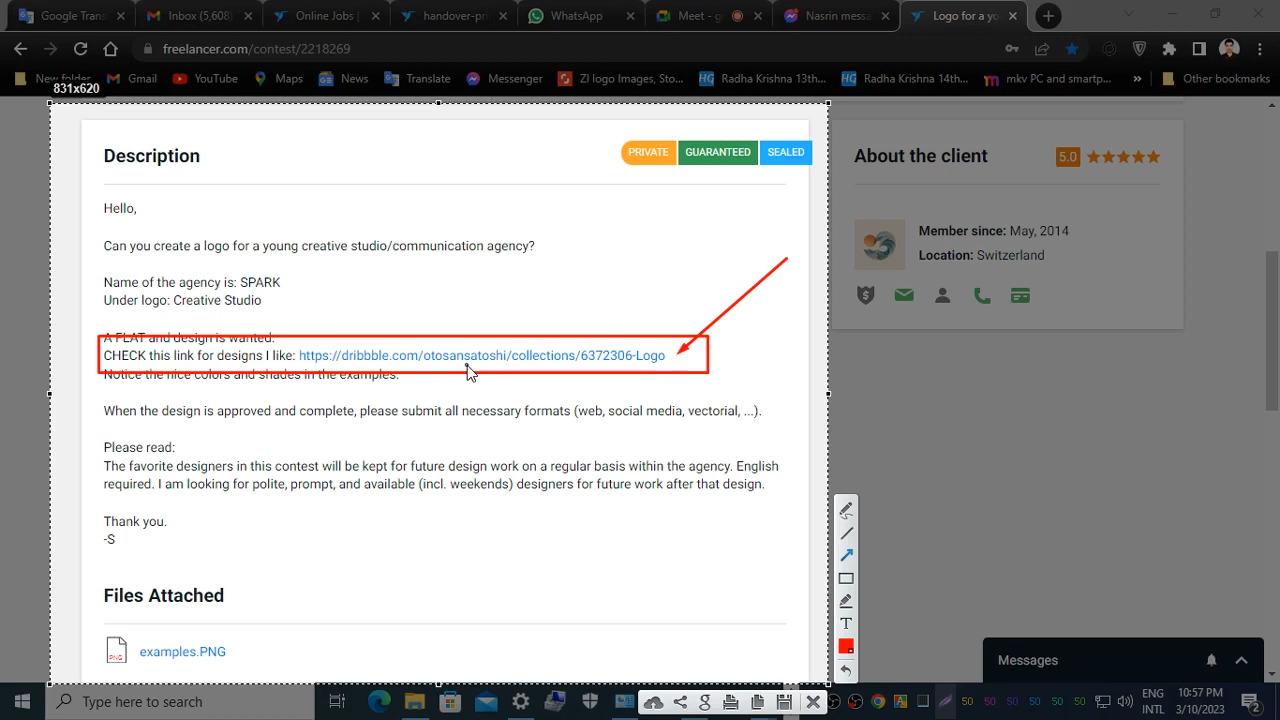 Google Trans
Inbox (5,608)
Online Jobs |
handover-pri
WhatsApp
Meet - g
Nasrin messa
Logo for a yo
freelancer.com/contest/2218269
New folder
Gmail
YouTube
Maps
News
Translate
Messenger
ZI logo Images, Sto...
Radha Krishna 13th...
Radha Krishna 14th...
mkv PC and smartp...
»
Other bookmarks
831x620
Description
PRIVATE
GUARANTEED
SEALED
Hello,
Can you create a logo for a young creative studio/communication agency?
Name of the agency is: SPARK
Under logo: Creative Studio
A FLAT and design is wanted.
CHECK this link for designs I like: https://dribbble.com/otosansatoshi/collections/6372306-Logo
Notice the nice colors and shades in the examples.
When the design is approved and complete, please submit all necessary formats (web, social media, vectorial, ...).
Please read:
The favorite designers in this contest will be kept for future design work on a regular basis within the agency. English
required. I am looking for polite, prompt, and available (incl. weekends) designers for future work after that design.
Thank you.
-S
Files Attached
PNG
examples.PNG
About the client
5.0
Member since: May, 2014
Location: Switzerland
Messages
Type here to search
50
50
50
50
50
50
ENG
INTL
10:57 PM
3/10/2023
2